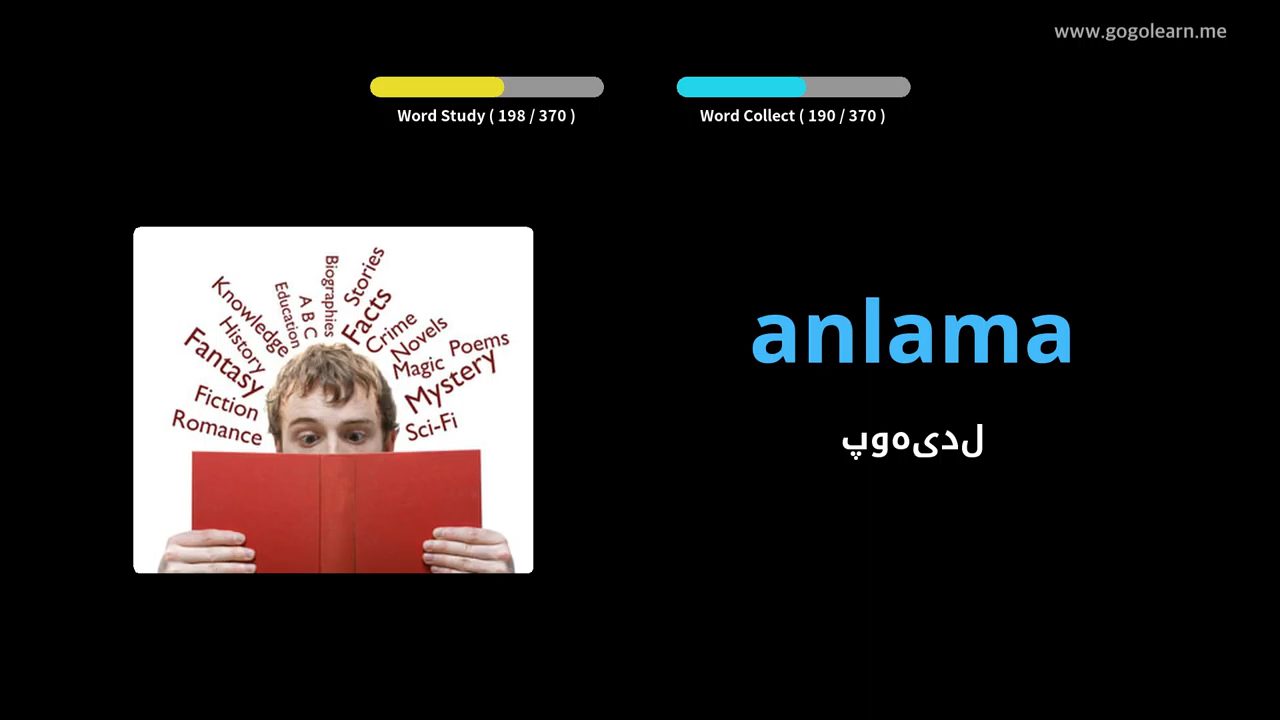 www.gogolearn.me
Word Study ( 198 / 370 )
Word Collect ( 190 / 370 )
Biographies
Stories
Education
A B C
Facts
Knowledge
Crime
History
Novels
Poems
Fantasy
Magic
Mystery
Fiction
Romance
Sci-Fi
anlama
پوهیدل